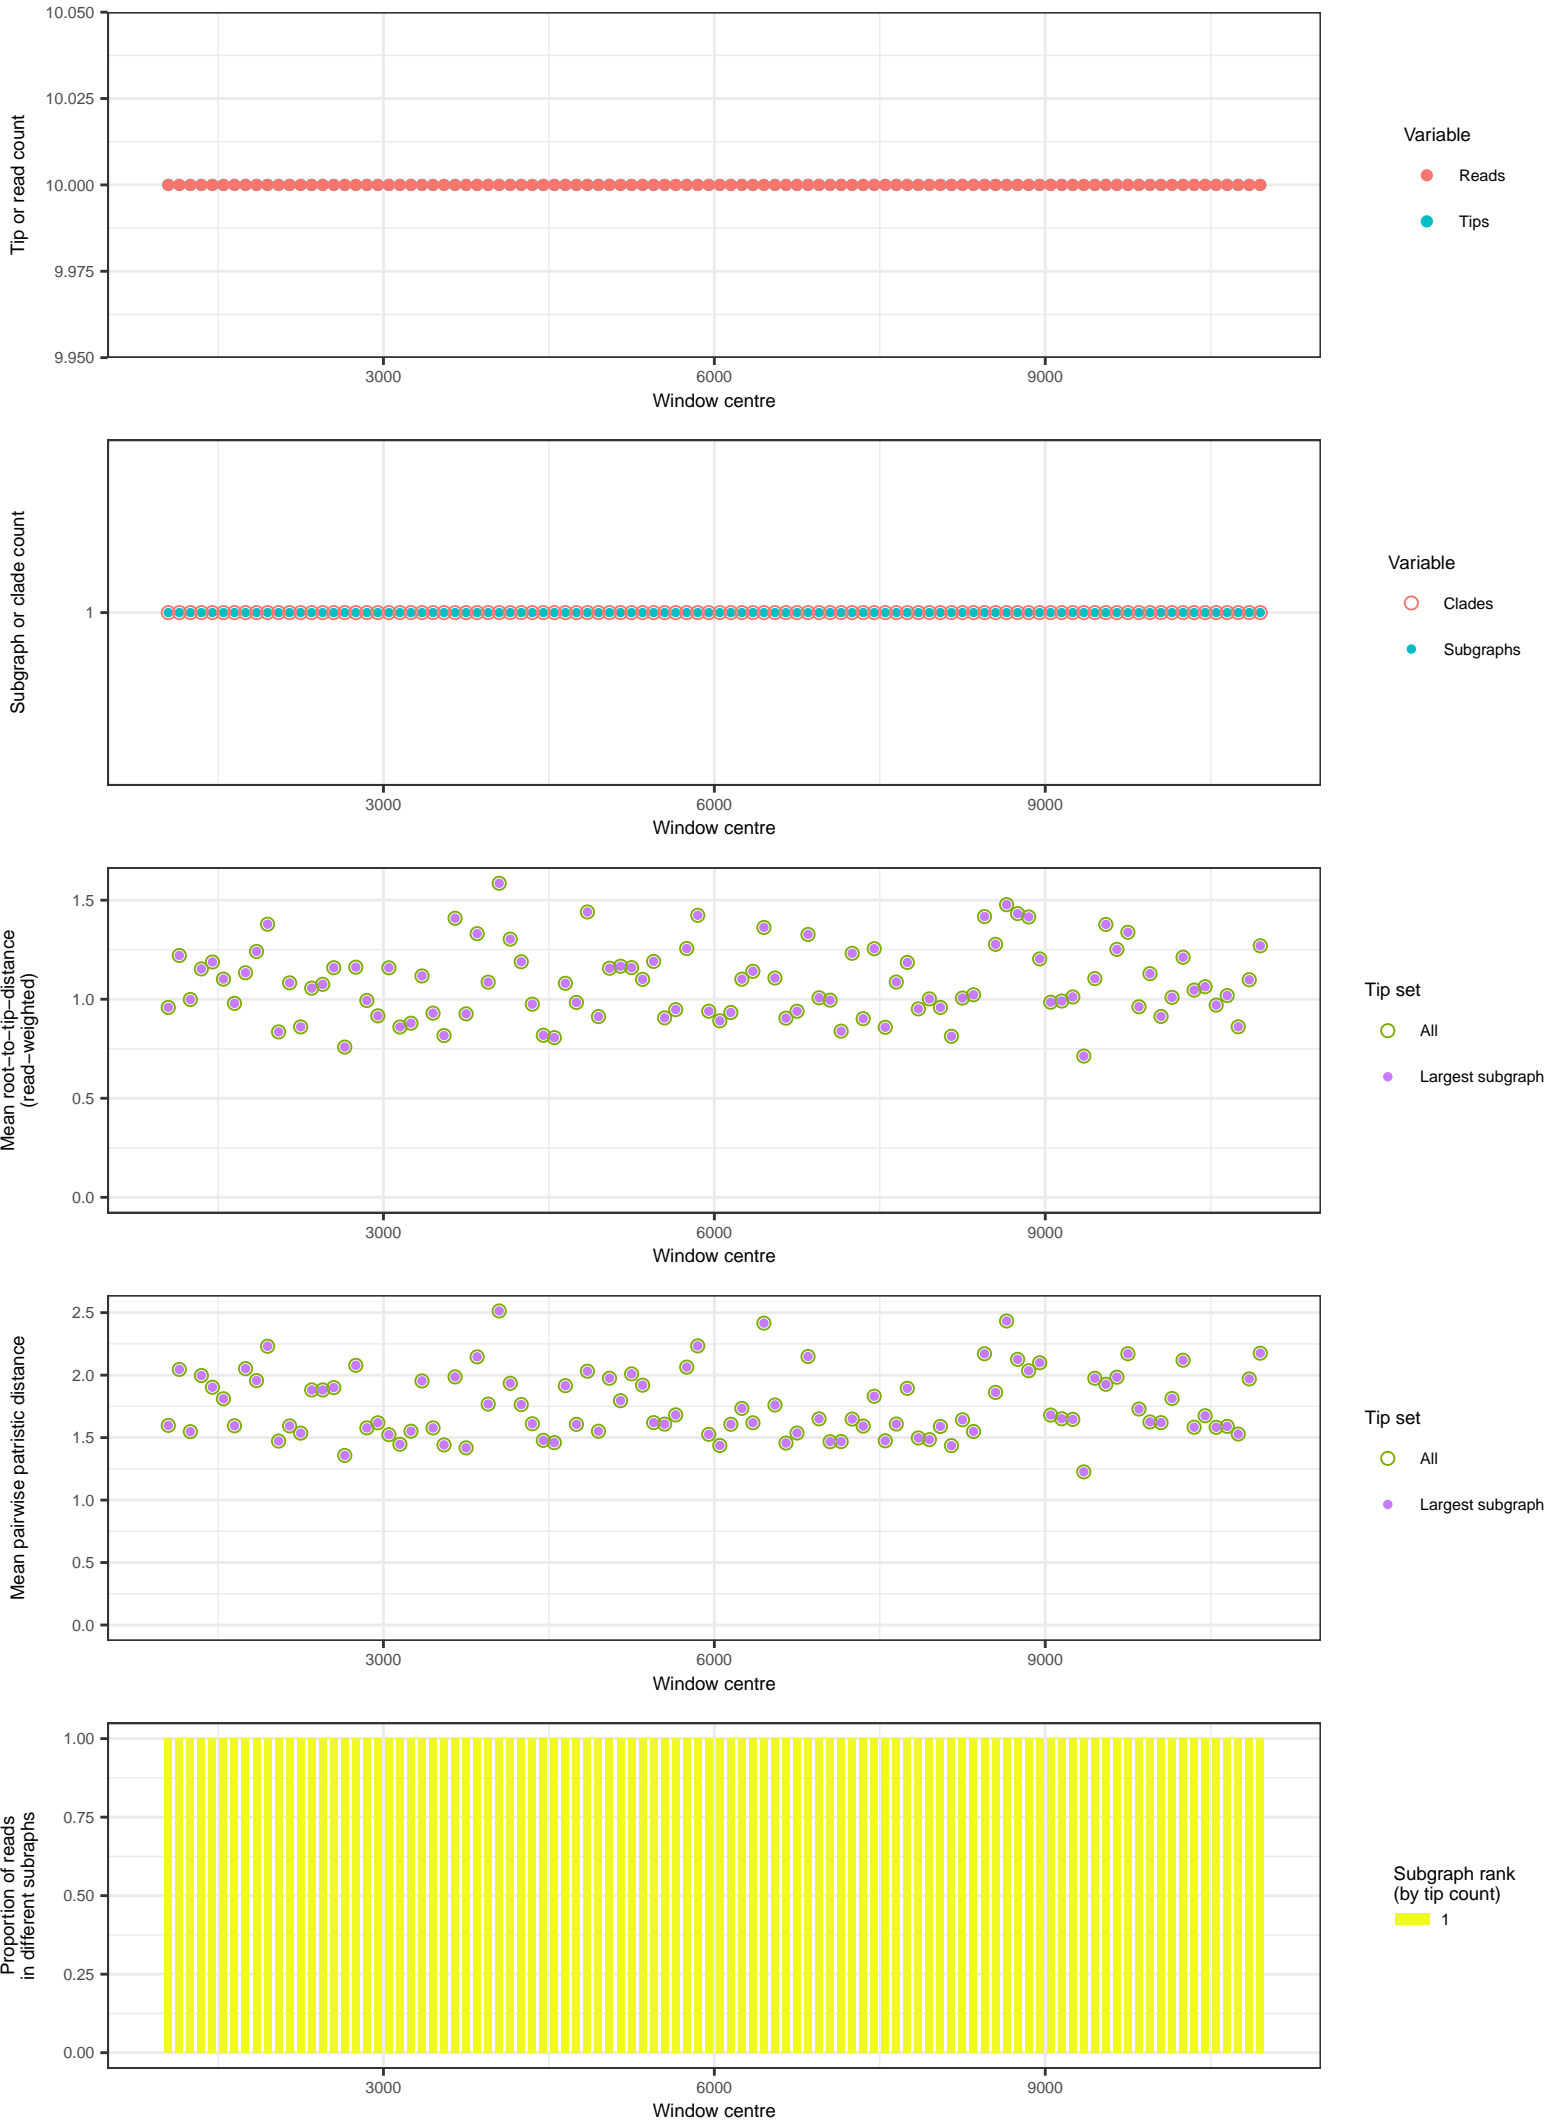 10.050
10.025
10.000
9.975
9.950
Tip or read count
3000
6000
9000
Window centre
Variable
Reads
Tips
1
Subgraph or clade count
3000
6000
9000
Window centre
Variable
Clades
Subgraphs
1.5
1.0
0.5
0.0
Mean root−to−tip−distance
(read−weighted)
3000
6000
9000
Window centre
Tip set
All
Largest subgraph
2.5
2.0
1.5
1.0
0.5
0.0
Mean pairwise patristic distance
3000
6000
9000
Window centre
Tip set
All
Largest subgraph
1.00
0.75
0.50
0.25
0.00
Proportion of reads
in different subraphs
3000
6000
9000
Window centre
Subgraph rank
(by tip count)
1